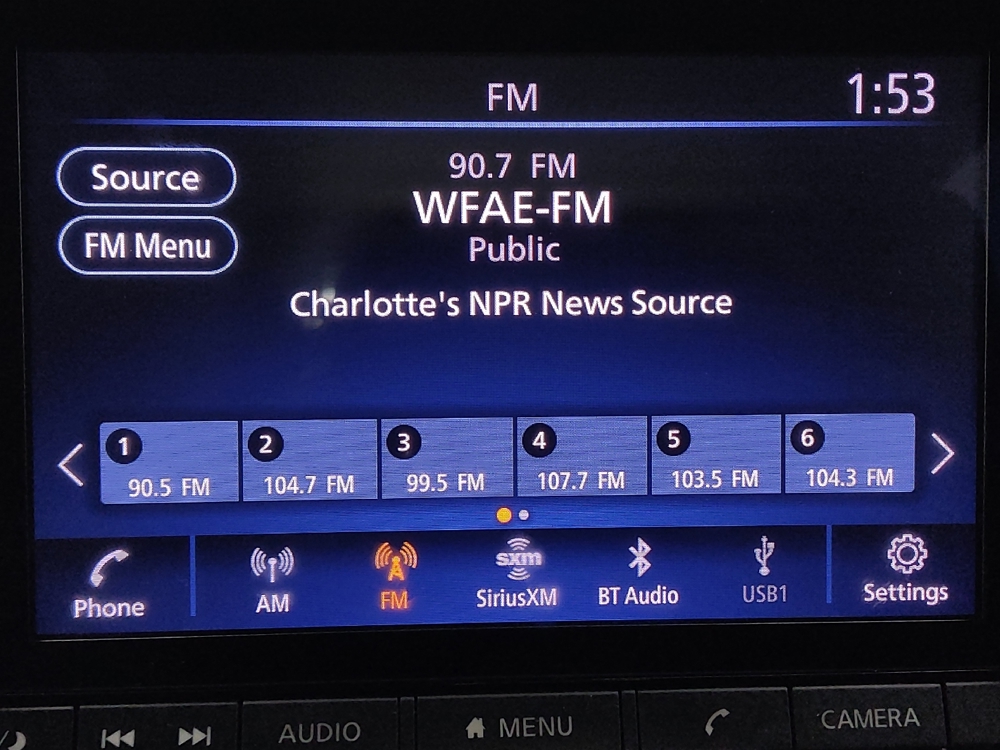 FM
1:53
Source
FM Menu
90.7 FM
WFAE-FM
Public
Charlotte's NPR News Source
1
90.5 FM
2
104.7 FM
3
99.5 FM
4
107.7 FM
5
103.5 FM
6
104.3 FM
Phone
AM
FM
sxm
SiriusXM
BT Audio
USB1
Settings
AUDIO
MENU
CAMERA